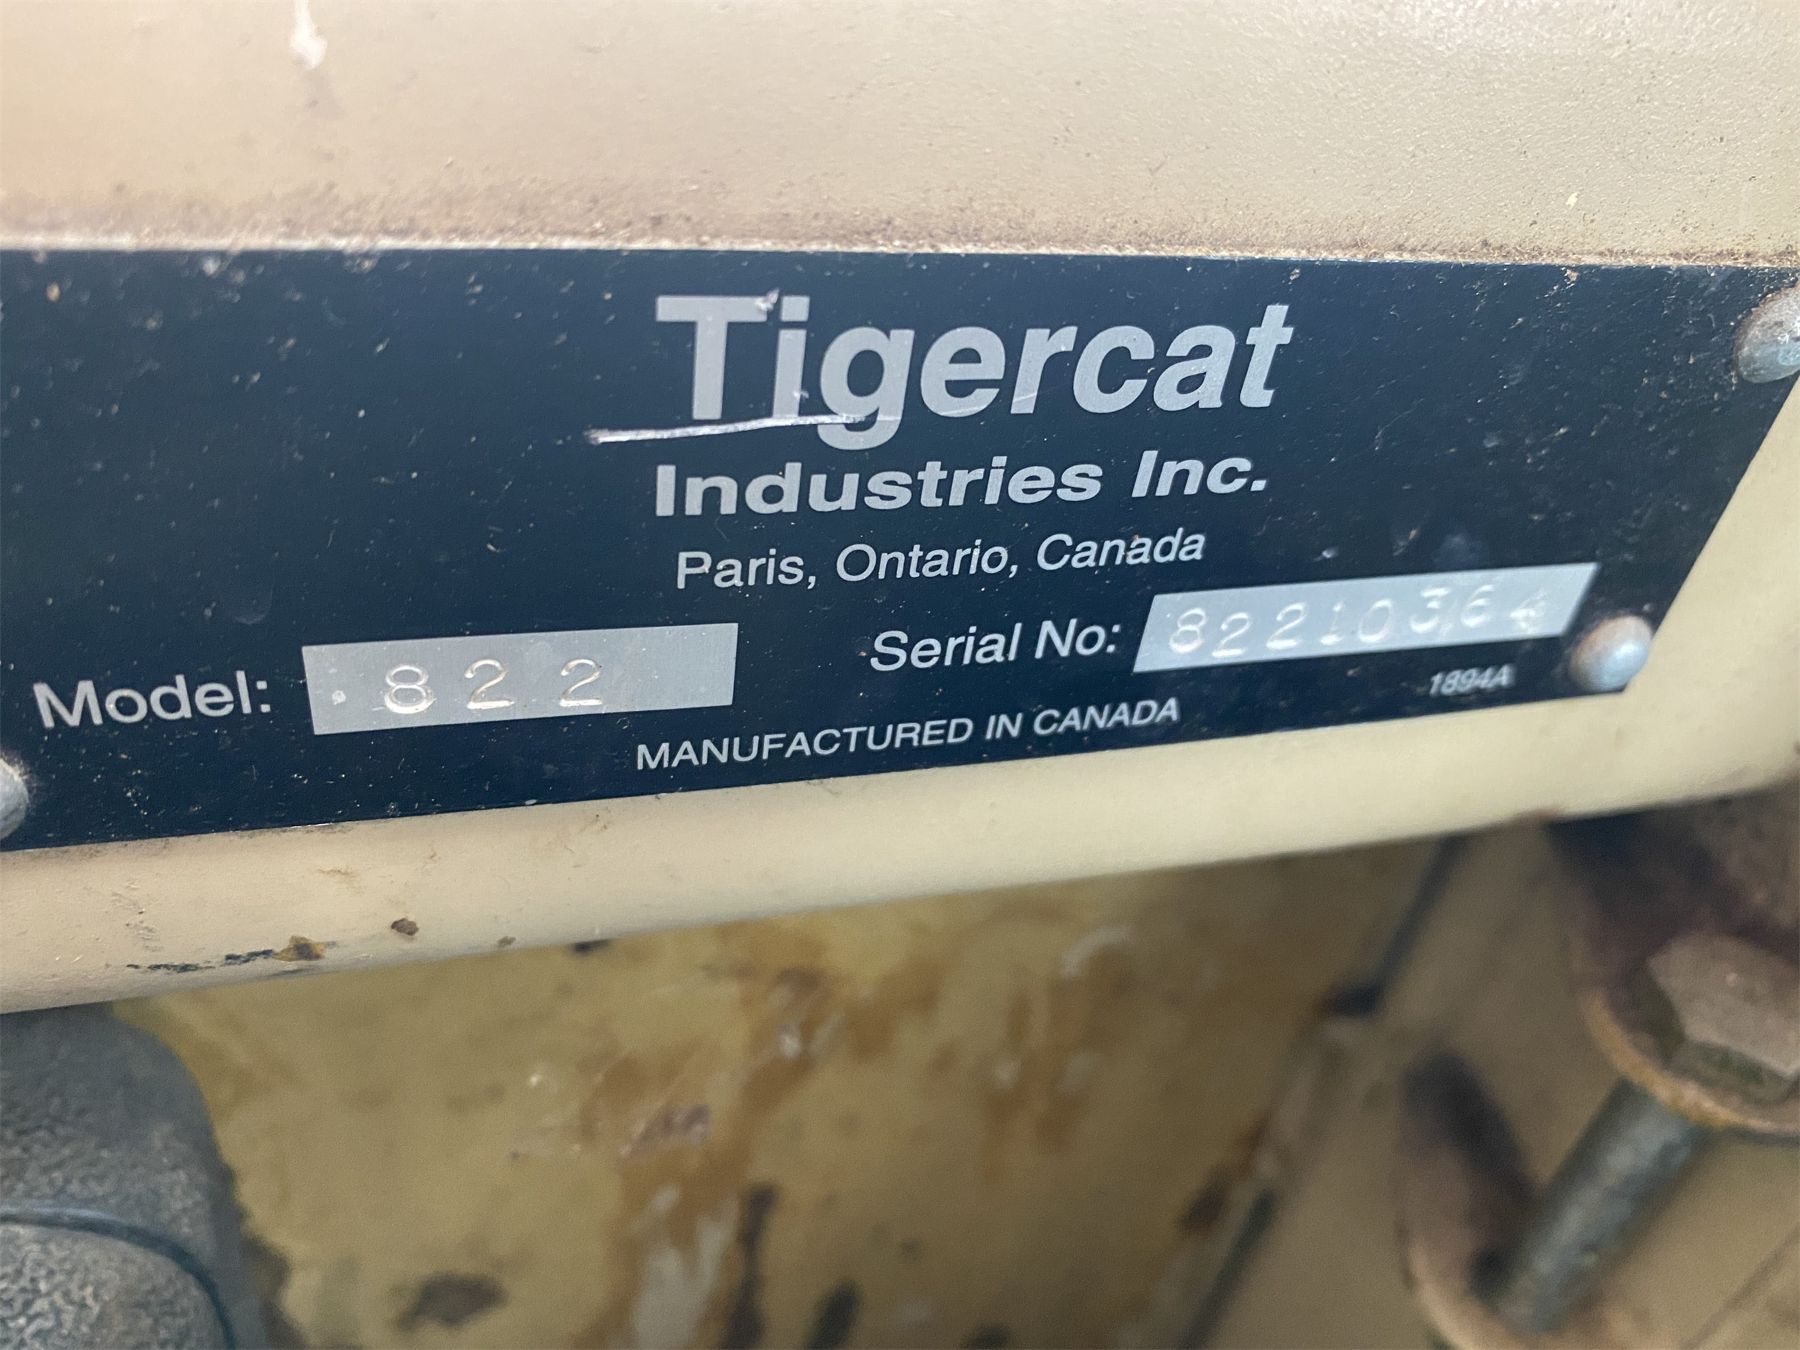 Tigercat
Industries Inc.
Paris, Ontario, Canada
Model: 822
Serial No: 82210364
1894A
MANUFACTURED IN CANADA